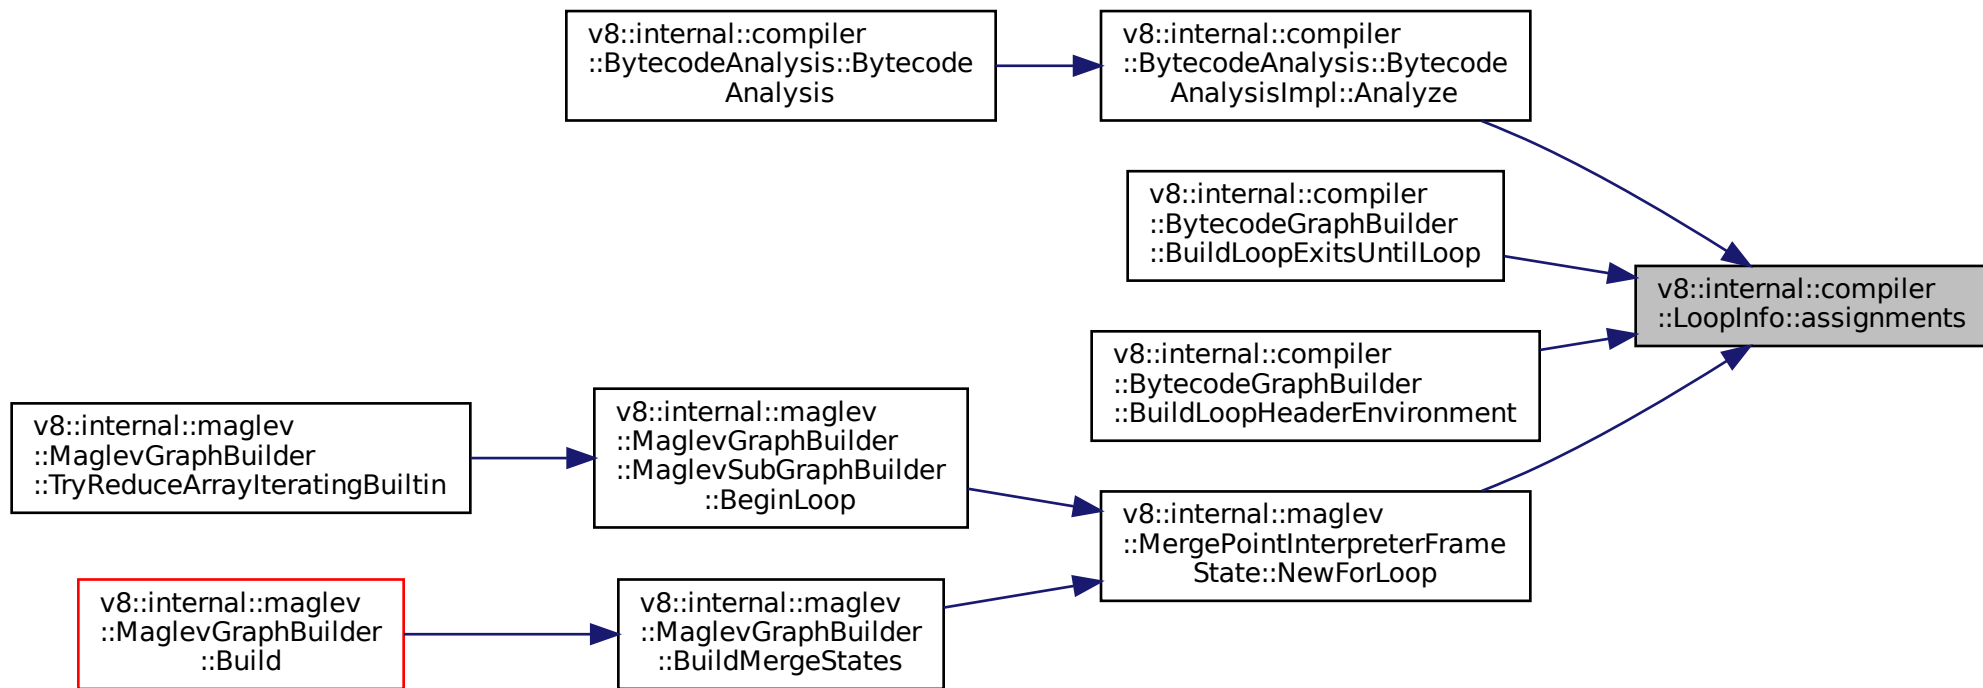 v8::internal::compiler
::BytecodeAnalysis::Bytecode
Analysis
v8::internal::compiler
::BytecodeAnalysis::Bytecode
AnalysisImpl::Analyze
v8::internal::compiler
::BytecodeGraphBuilder
::BuildLoopExitsUntilLoop
v8::internal::compiler
::LoopInfo::assignments
v8::internal::compiler
::BytecodeGraphBuilder
::BuildLoopHeaderEnvironment
v8::internal::maglev
::MaglevGraphBuilder
::TryReduceArrayIteratingBuiltin
v8::internal::maglev
::MaglevGraphBuilder
::MaglevSubGraphBuilder
::BeginLoop
v8::internal::maglev
::MergePointInterpreterFrame
State::NewForLoop
v8::internal::maglev
::MaglevGraphBuilder
::Build
v8::internal::maglev
::MaglevGraphBuilder
::BuildMergeStates